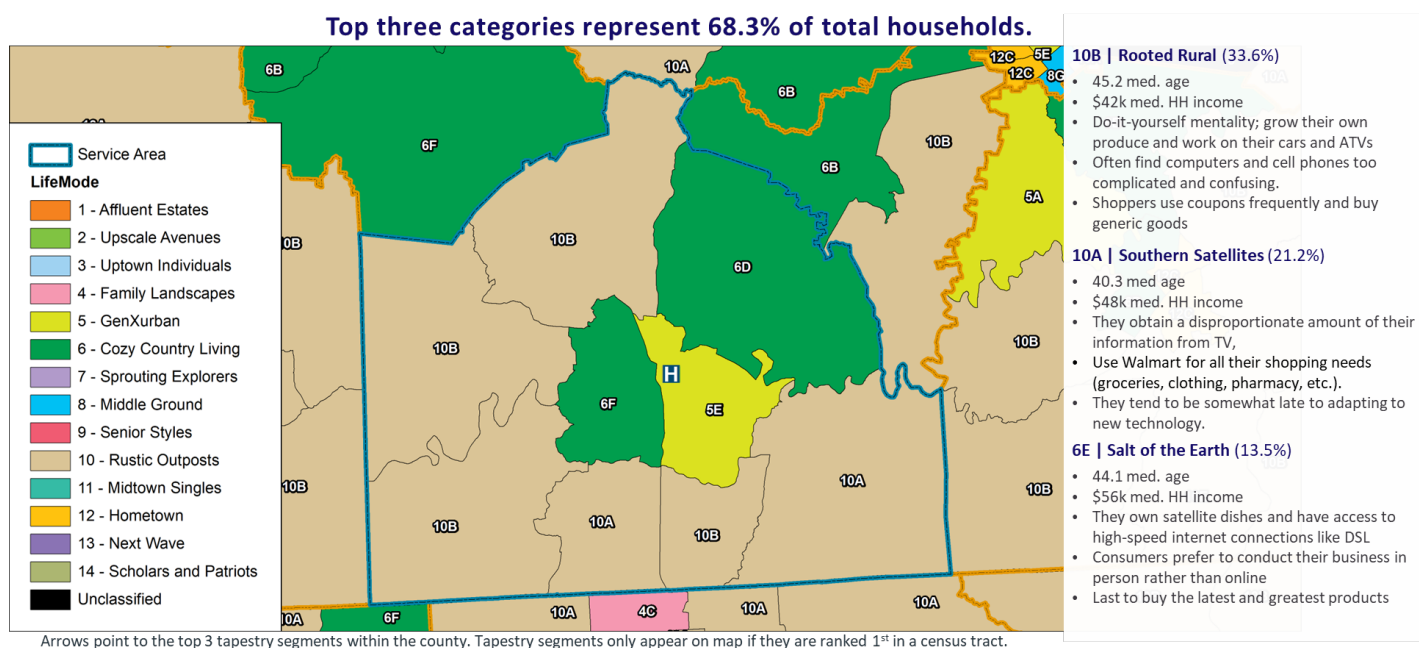 Top three categories represent 68.3% of total households.
Service Area
LifeMode
1 - Affluent Estates
2 - Upscale Avenues
3 - Uptown Individuals
4 - Family Landscapes
5 - GenXurban
6 - Cozy Country Living
7 - Sprouting Explorers
8 - Middle Ground
9 - Senior Styles
10 - Rustic Outposts
11 - Midtown Singles
12 - Hometown
13 - Next Wave
14 - Scholars and Patriots
Unclassified
6B
10A
6B
12C
5E
12C
8G
6F
10B
6B
5A
10B
10B
6D
10B
10B
H
6F
5E
10B
10A
10B
10B
10A
10B
10A
6F
10A
4C
10A
10A
10B | Rooted Rural (33.6%)
• 45.2 med. age
• $42k med. HH income
• Do-it-yourself mentality; grow their own
produce and work on their cars and ATVs
• Often find computers and cell phones too
complicated and confusing.
• Shoppers use coupons frequently and buy
generic goods
10A | Southern Satellites (21.2%)
• 40.3 med age
• $48k med. HH income
• They obtain a disproportionate amount of their
information from TV,
• Use Walmart for all their shopping needs
(groceries, clothing, pharmacy, etc.).
• They tend to be somewhat late to adapting to
new technology.
6E | Salt of the Earth (13.5%)
• 44.1 med. age
• $56k med. HH income
• They own satellite dishes and have access to
high-speed internet connections like DSL
• Consumers prefer to conduct their business in
person rather than online
• Last to buy the latest and greatest products
Arrows point to the top 3 tapestry segments within the county. Tapestry segments only appear on map if they are ranked 1st in a census tract.